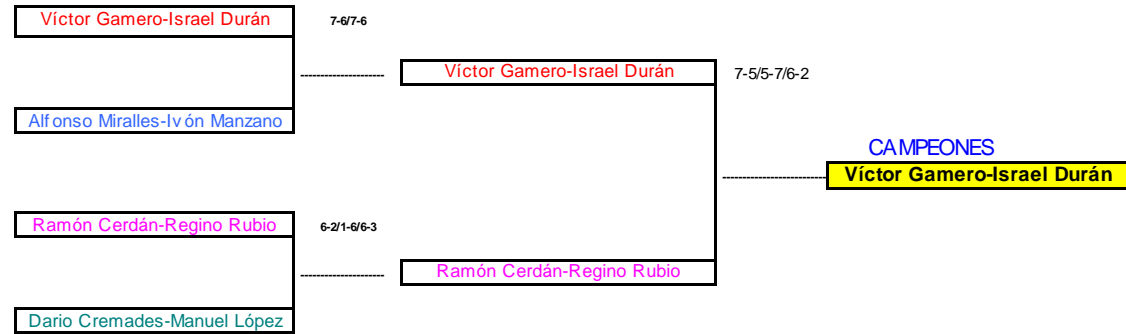 Víctor Gamero-Israel Durán 7-6/7-6
Víctor Gamero-Israel Durán 7-5/5-7/6-2
Alfonso Miralles-Ivón Manzano
CAMPEONES
Víctor Gamero-Israel Durán
Ramón Cerdán-Regino Rubio 6-2/1-6/6-3
Ramón Cerdán-Regino Rubio
Dario Cremades-Manuel López